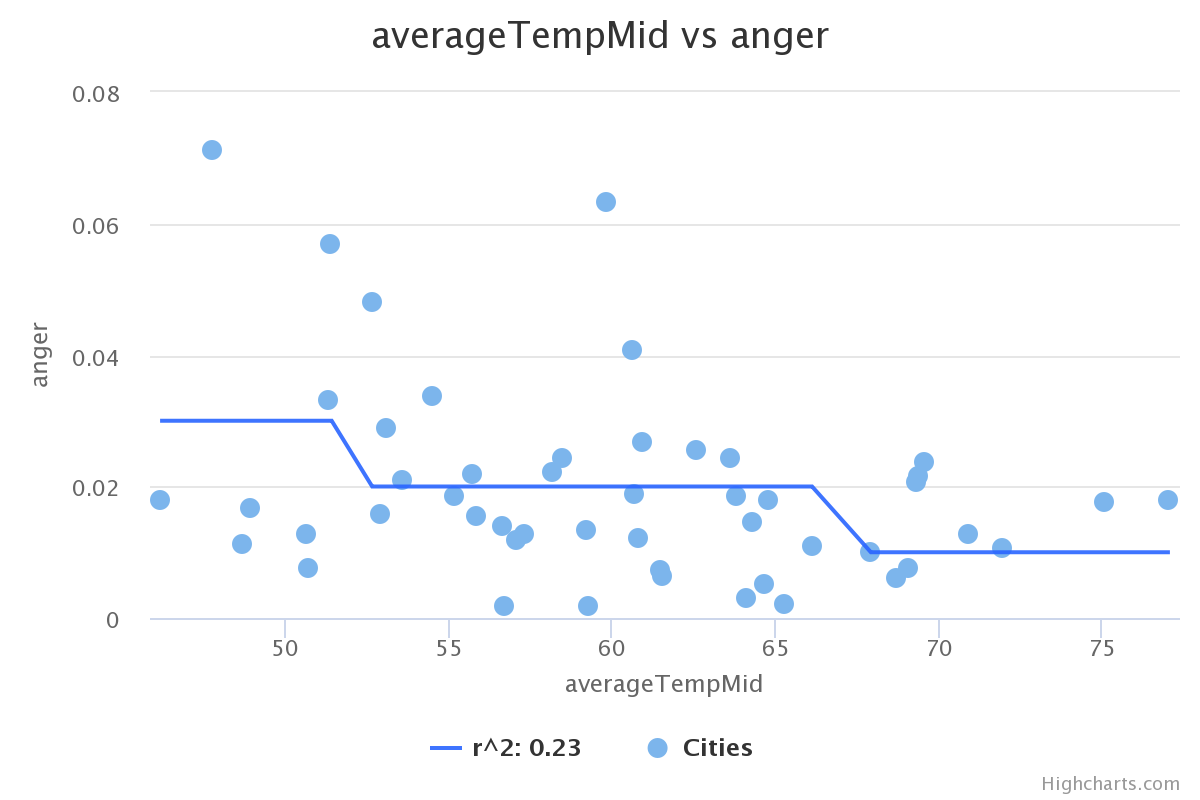 averageTempMid vs anger
0.08
0.06
0.04
0.02
0
anger
50 55 60 65 70 75
averageTempMid
r^2: 0.23 Cities
Highcharts.com